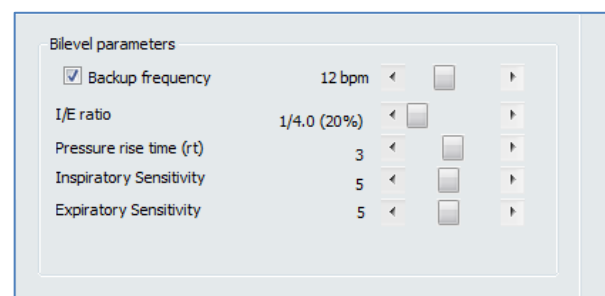 Bilevel parameters
Backup frequency 12 bpm
I/E ratio 1/4.0 (20%)
Pressure rise time (rt) 3
Inspiratory Sensitivity 5
Expiratory Sensitivity 5